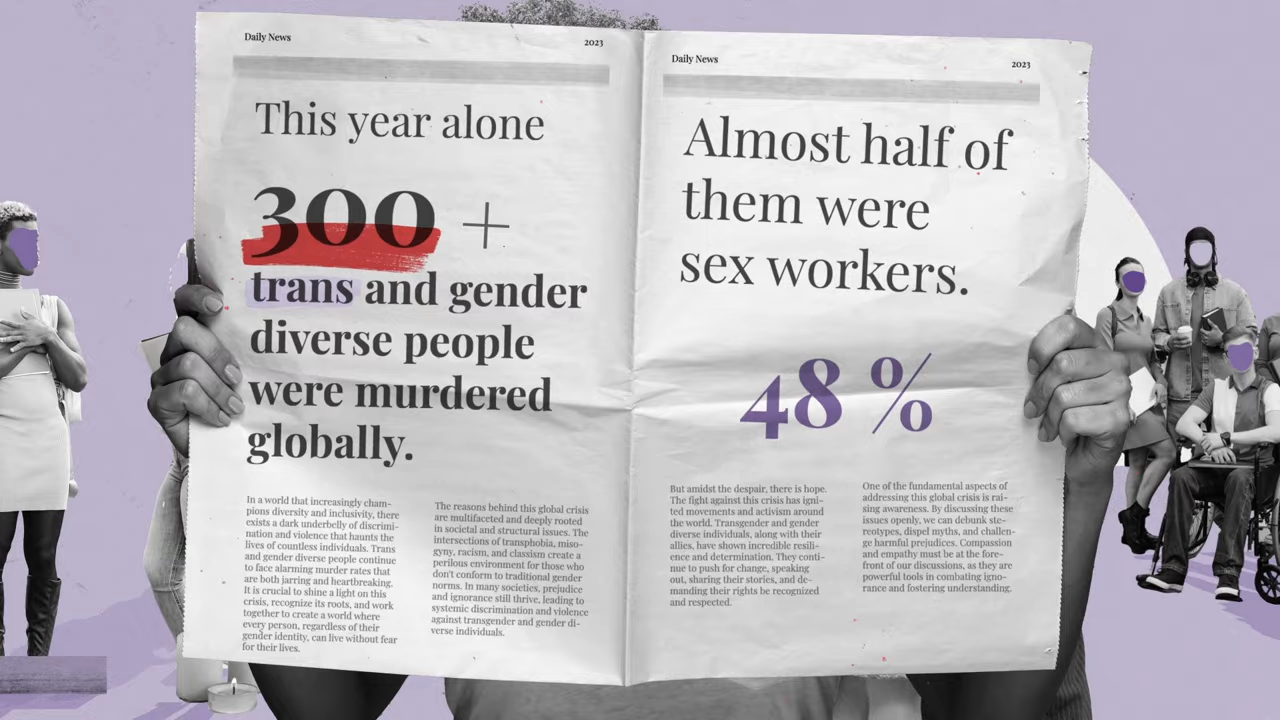 Daily News
2023
This year alone
300 +
trans and gender
diverse people
were murdered
globally.
In a world that increasingly cham-
pions diversity and inclusivity, there
exists a dark underbelly of discrimi-
nation and violence that haunts the
lives of countless individuals. Trans
and gender diverse people continue
to face alarming murder rates that
are both jarring and heartbreaking.
It is crucial to shine a light on this
crisis, recognize its roots, and work
together to create a world where
every person, regardless of their
gender identity, can live without fear
for their lives.
The reasons behind this global crisis
are multifaceted and deeply rooted
in societal and structural issues. The
intersections of transphobia, miso-
gyny, racism, and classism create a
perilous environment for those who
don't conform to traditional gender
norms. In many societies, prejudice
and ignorance still thrive, leading to
systemic discrimination and violence
against transgender and gender di-
verse individuals.
Daily News
2023
Almost half of
them were
sex workers.
48 %
But amidst the despair, there is hope.
The fight against this crisis has igni-
ted movements and activism around
the world. Transgender and gender
diverse individuals, along with their
allies, have shown incredible resili-
ence and determination. They conti-
nue to push for change, speaking
out, sharing their stories, and de-
manding their rights be recognized
and respected.
One of the fundamental aspects of
addressing this global crisis is rai-
sing awareness. By discussing these
issues openly, we can debunk ste-
reotypes, dispel myths, and challen-
ge harmful prejudices. Compassion
and empathy must be at the fore-
front of our discussions, as they are
powerful tools in combating igno-
rance and fostering understanding.